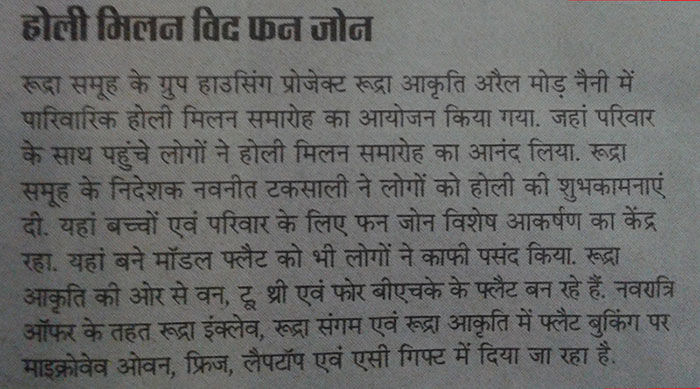 होली मिलन विद फन जोन
रूद्रा समूह के ग्रुप हाउसिंग प्रोजेक्ट रूद्रा आकृति अरैल मोड़ नैनी में
पारिवारिक होली मिलन समारोह का आयोजन किया गया. जहां परिवार
के साथ पहुंचे लोगों ने होली मिलन समारोह का आनंद लिया. रूद्रा
समूह के निदेशक नवनीत टकसाली ने लोगों को होली की शुभकामनाएं
दी. यहां बच्चों एवं परिवार के लिए फन जोन विशेष आकर्षण का केंद्र
रहा. यहां बने मॉडल फ्लैट को भी लोगों ने काफी पसंद किया. रूद्रा
आकृति की ओर से वन, टू थ्री एवं फोर बीएचके के फ्लैट बन रहे हैं. नवरात्रि
ऑफर के तहत रूद्रा इंक्लेव, रूद्रा संगम एवं रूद्रा आकृति में फ्लैट बुकिंग पर
माइक्रोवेव ओवन, फ्रिज, लैपटॉप एवं एसी गिफ्ट में दिया जा रहा है.